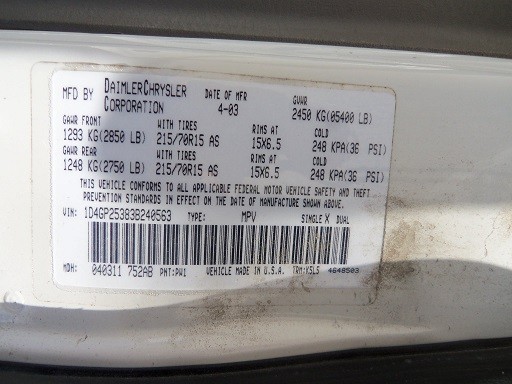 MFD BY DAIMLERCHRYSLER CORPORATION DATE OF MFR 4-03 GVWR 2450 KG(05400 LB)
GAWR FRONT WITH TIRES RIMS AT COLD
1293 KG(2850 LB) 215/70R15 AS 15X6.5 248 KPA(36 PSI)
GAWR REAR WITH TIRES RIMS AT COLD
1248 KG(2750 LB) 215/70R15 AS 15X6.5 248 KPA(36 PSI)
THIS VEHICLE CONFORMS TO ALL APPLICABLE FEDERAL MOTOR VEHICLE SAFETY AND THEFT
PREVENTION STANDARDS IN EFFECT ON THE DATE OF MANUFACTURE SHOWN ABOVE.
VIN: 1D4GP25383B240563 TYPE: MPV SINGLE X DUAL
MDH: 040311 752AB PNT:PW1 VEHICLE MADE IN U.S.A. TRM:XSL5 4648503